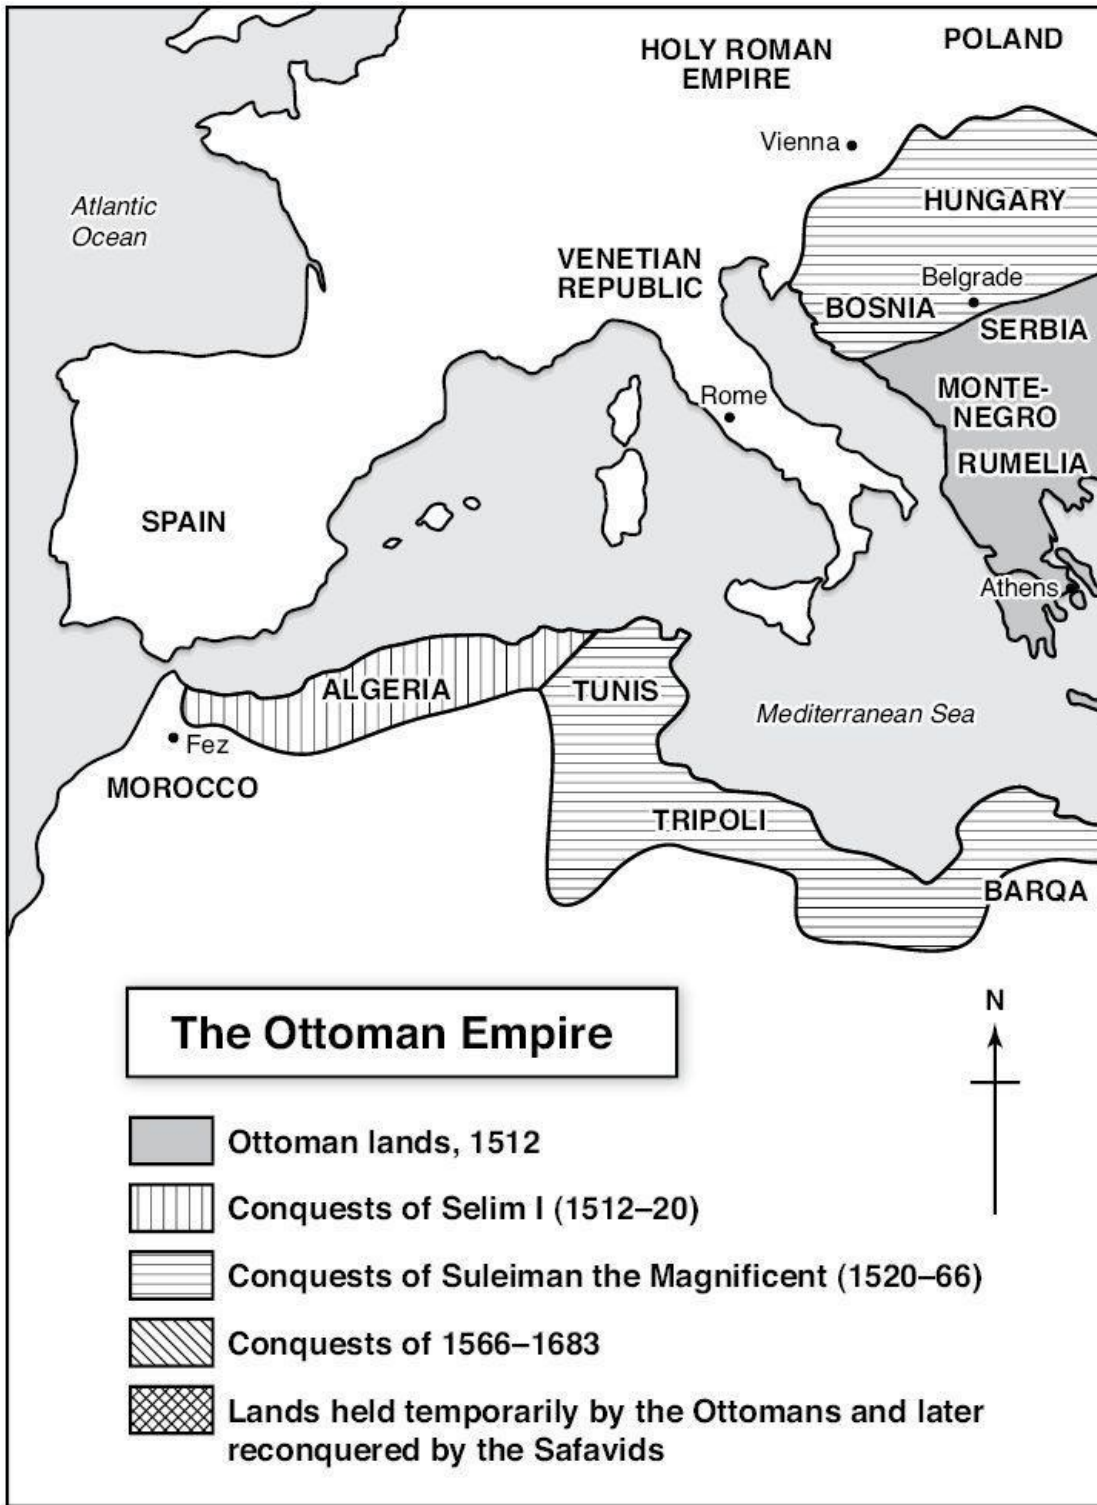 HOLY ROMAN
EMPIRE
POLAND
Vienna
Atlantic
Ocean
HUNGARY
VENETIAN
REPUBLIC
Belgrade
BOSNIA
SERBIA
MONTE-
NEGRO
Rome
RUMELIA
SPAIN
Athens
ALGERIA
TUNIS
Mediterranean Sea
Fez
MOROCCO
TRIPOLI
BARQA
The Ottoman Empire
N
Ottoman lands, 1512
Conquests of Selim I (1512–20)
Conquests of Suleiman the Magnificent (1520–66)
Conquests of 1566–1683
Lands held temporarily by the Ottomans and later
reconquered by the Safavids